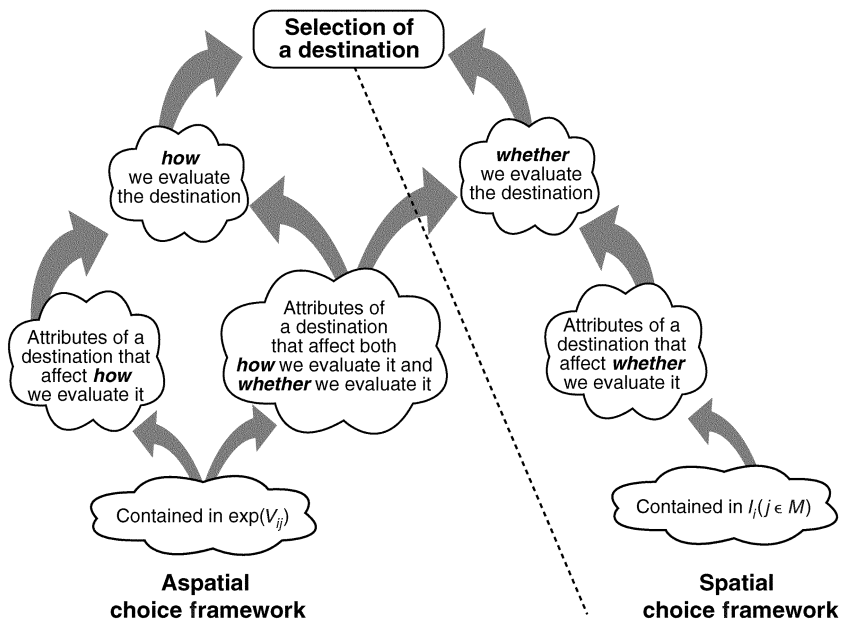 Selection of
a destination
how
we evaluate
the destination
whether
we evaluate
the destination
Attributes of a
destination that
affect how
we evaluate it
Attributes of
a destination
that affect both
how we evaluate it and
whether we evaluate it
Attributes of a
destination that
affect whether
we evaluate it
Contained in exp(Vij)
Contained in li(j ϵ M)
Aspatial
choice framework
Spatial
choice framework